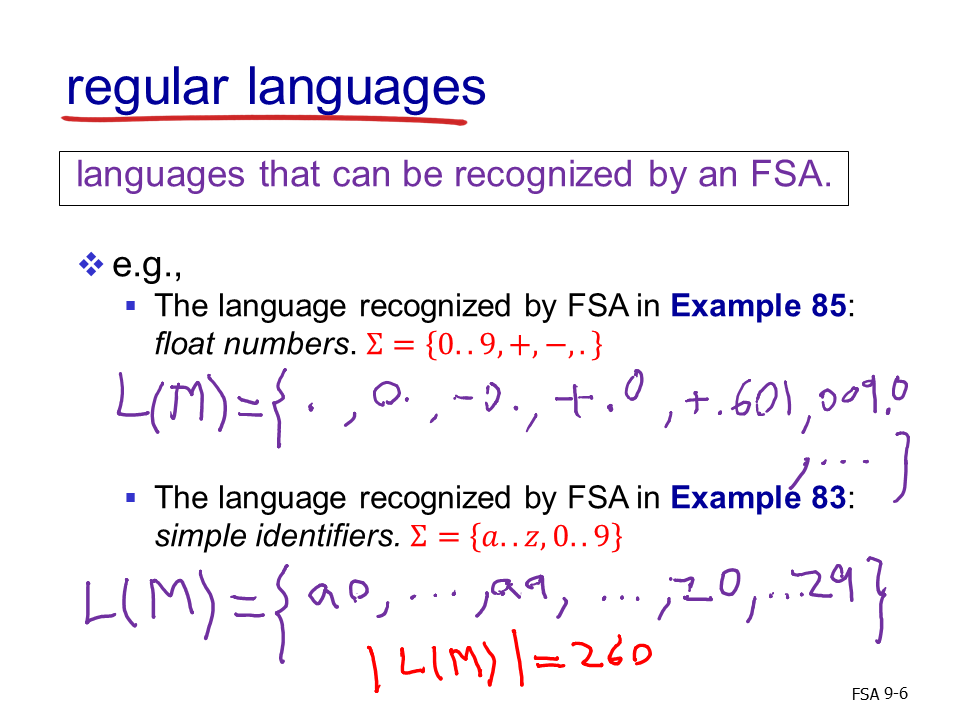 regular languages
languages that can be recognized by an FSA.
❖ e.g.,
▪ The language recognized by FSA in Example 85:
float numbers. Σ = {0. . 9, +, −, . }
L(M)={ . , 0. , -0. , +.0 , +.601, 009.0
, ... }
▪ The language recognized by FSA in Example 83:
simple identifiers. Σ = {a. . z, 0. . 9}
L(M)={ a0, ..., a9, ..., z0, ... z9}
|L(M)|=260
FSA 9-6